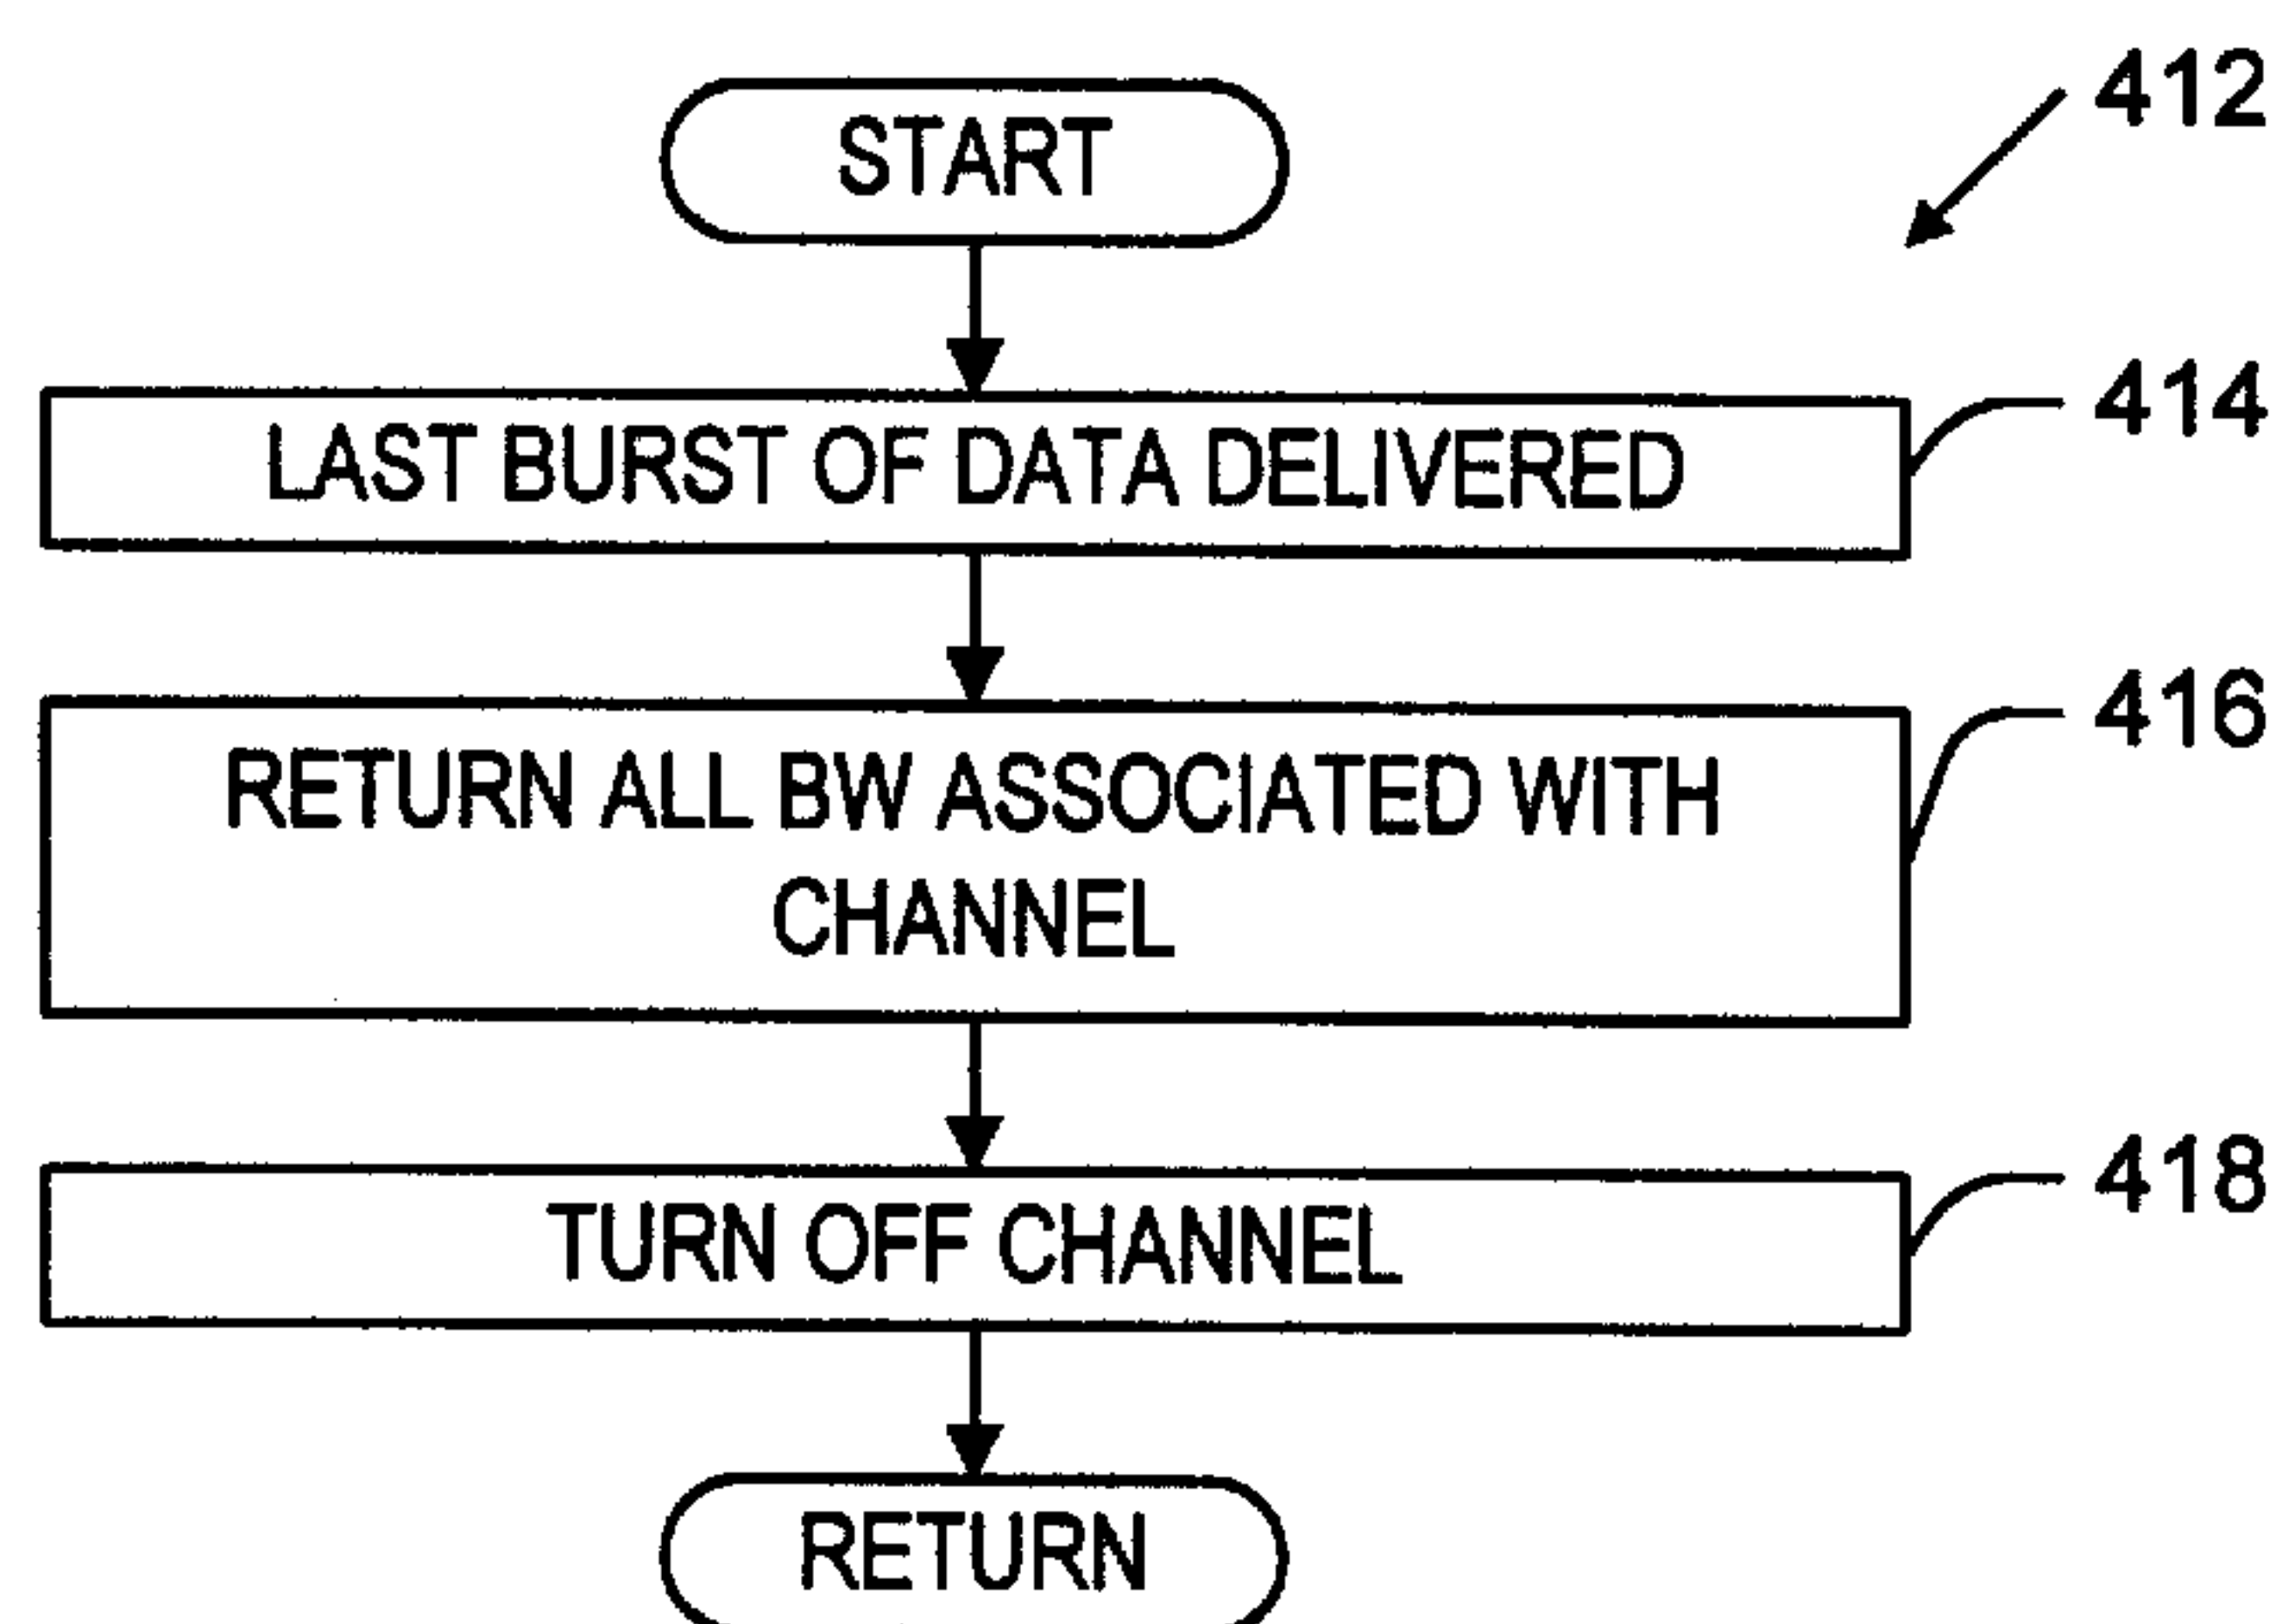 START
412
LAST BURST OF DATA DELIVERED
414
RETURN ALL BW ASSOCIATED WITH
CHANNEL
416
TURN OFF CHANNEL
418
RETURN